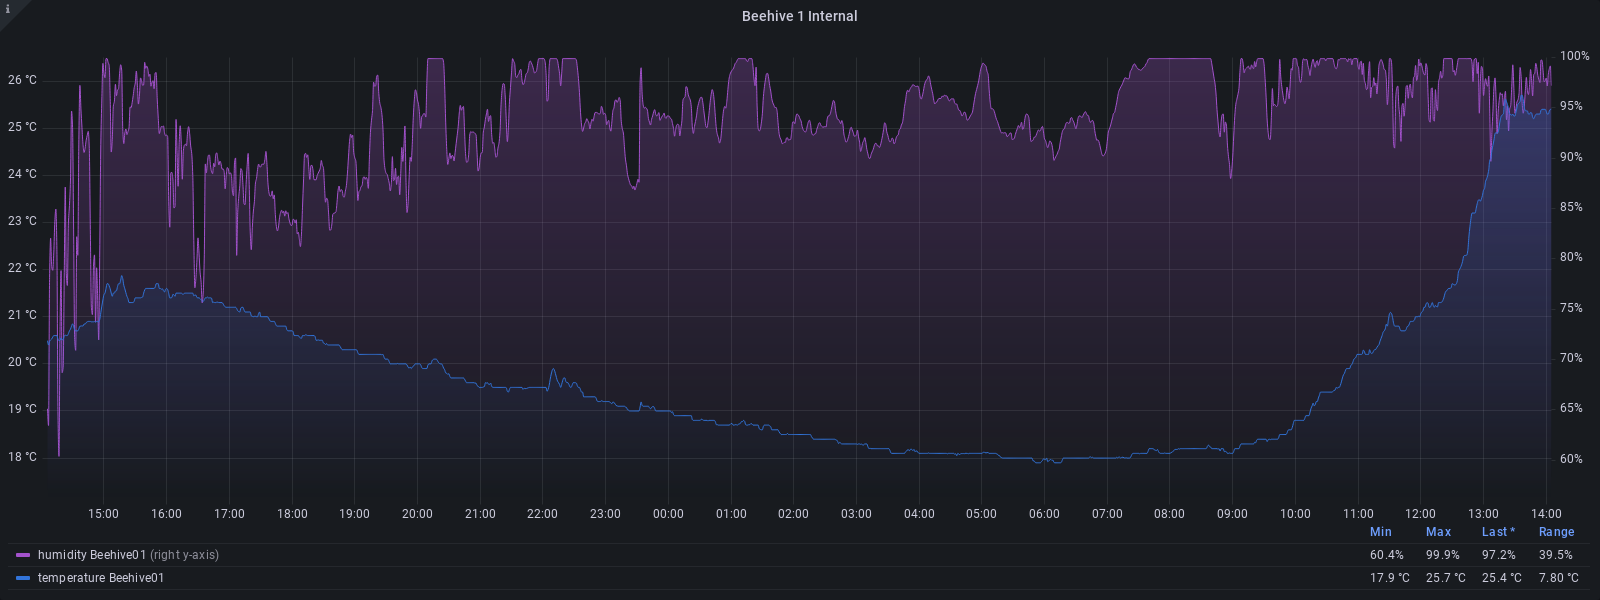 i
Beehive 1 Internal
26 °C
25 °C
24 °C
23 °C
22 °C
21 °C
20 °C
19 °C
18 °C
100%
95%
90%
85%
80%
75%
70%
65%
60%
15:00 16:00 17:00 18:00 19:00 20:00 21:00 22:00 23:00 00:00 01:00 02:00 03:00 04:00 05:00 06:00 07:00 08:00 09:00 10:00 11:00 12:00 13:00 14:00
Min Max Last * Range
humidity Beehive01 (right y-axis) 60.4% 99.9% 97.2% 39.5%
temperature Beehive01 17.9 °C 25.7 °C 25.4 °C 7.80 °C